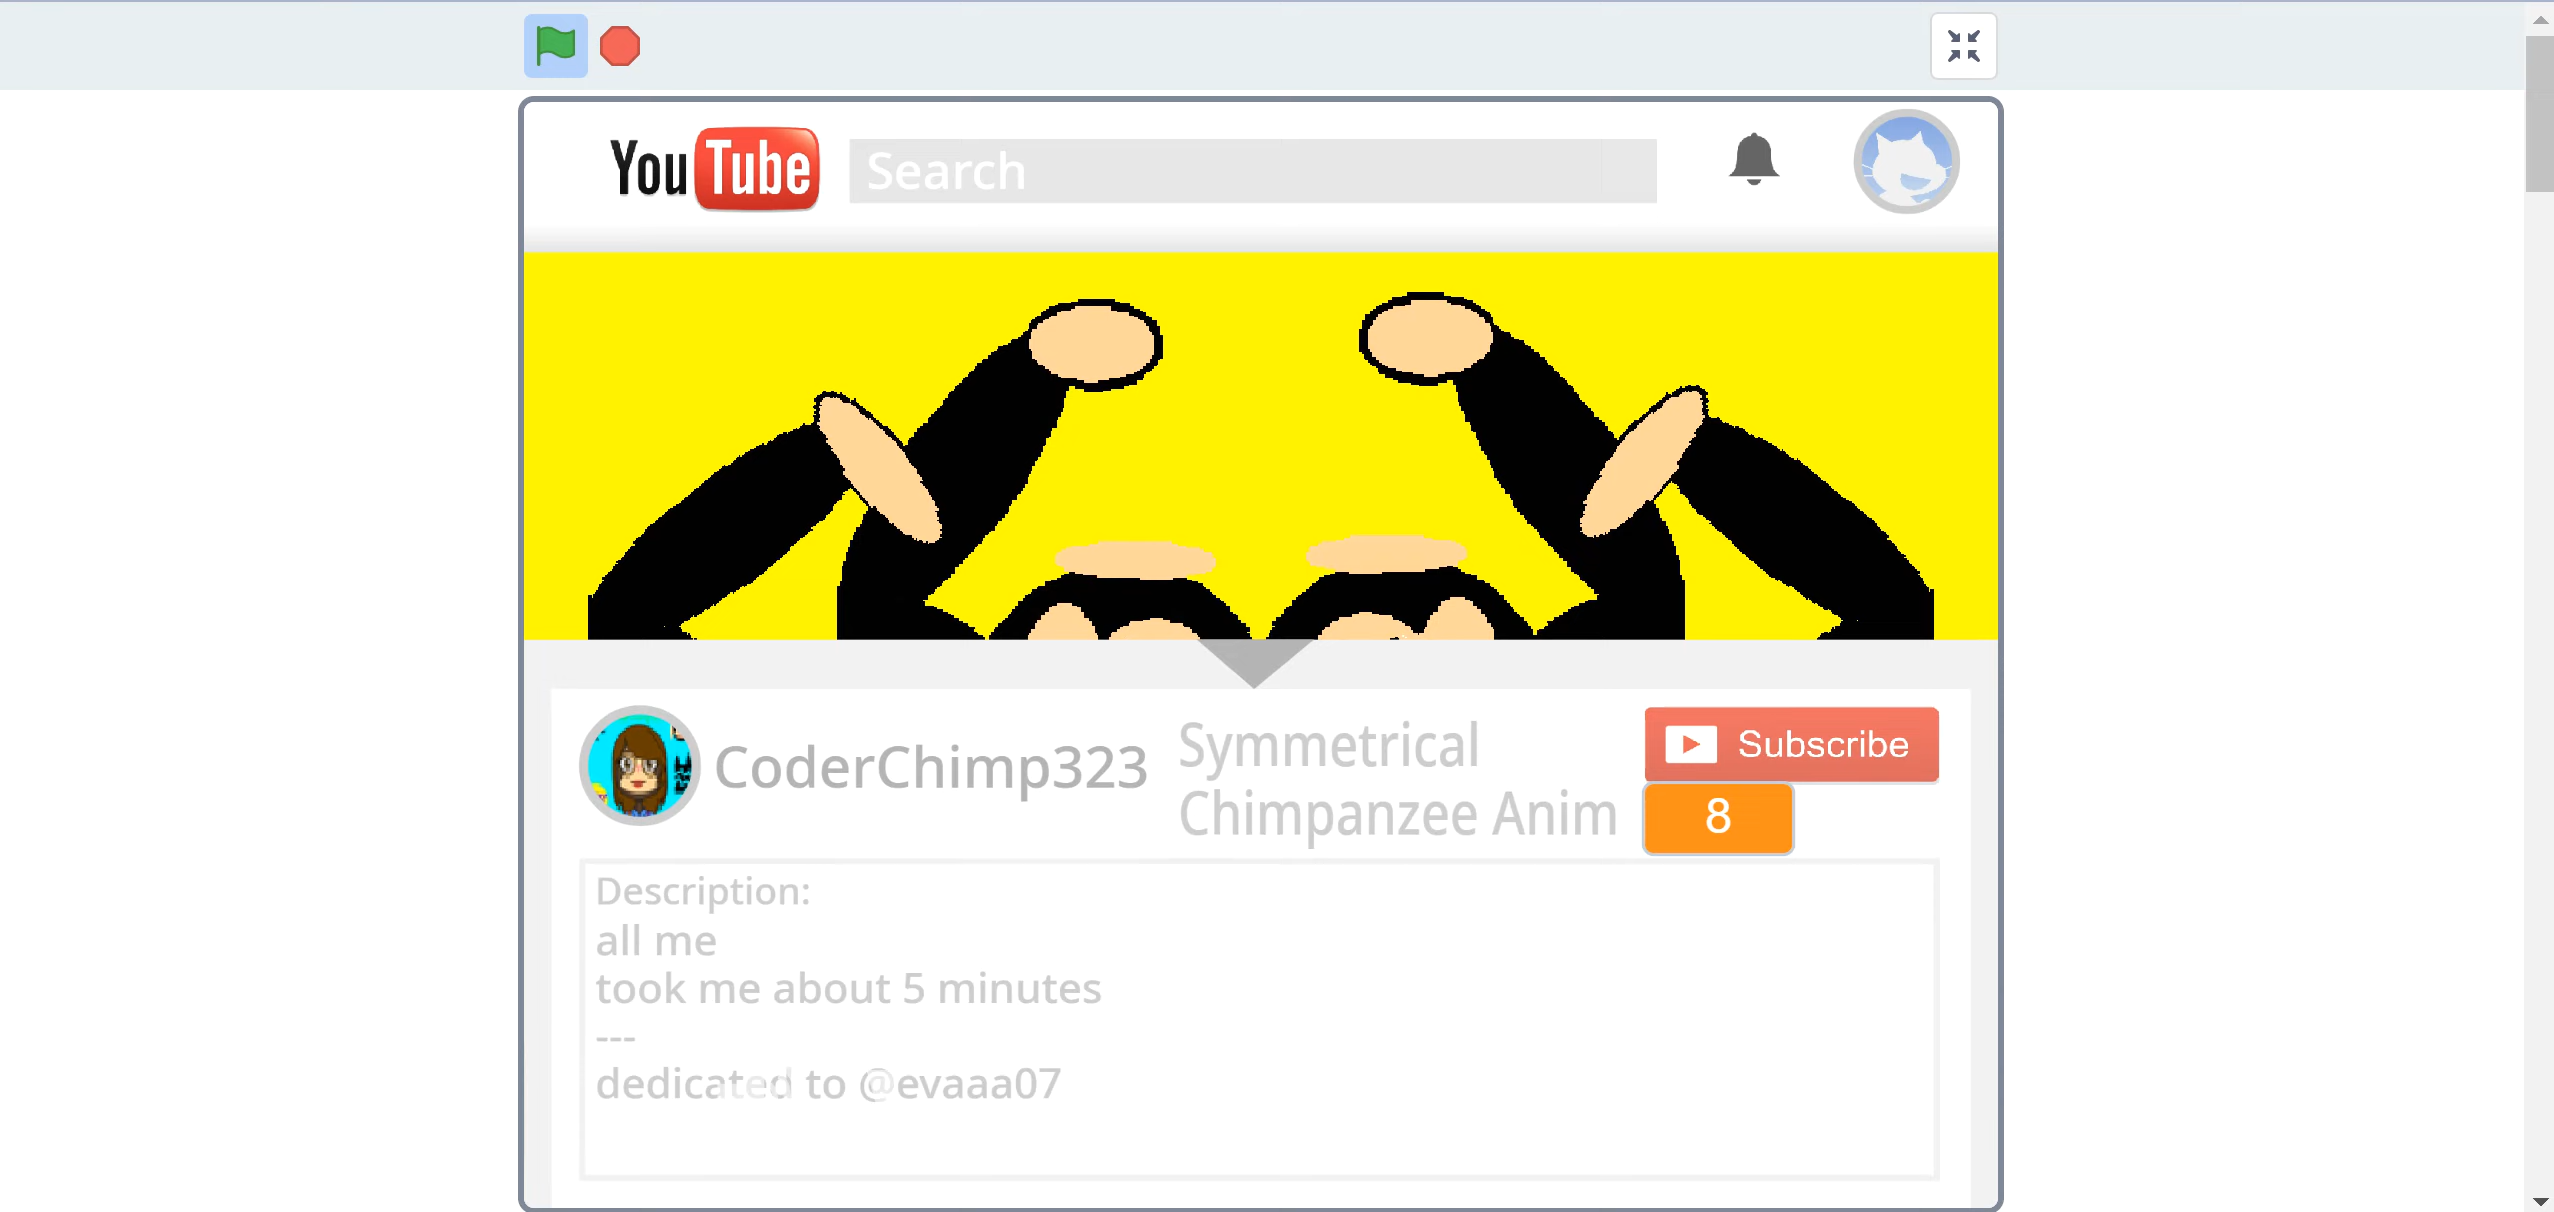 YouTube
Search
CoderChimp323
Symmetrical
Chimpanzee Anim
Subscribe
8
Description:
all me
took me about 5 minutes
---
dedicated to @evaaa07